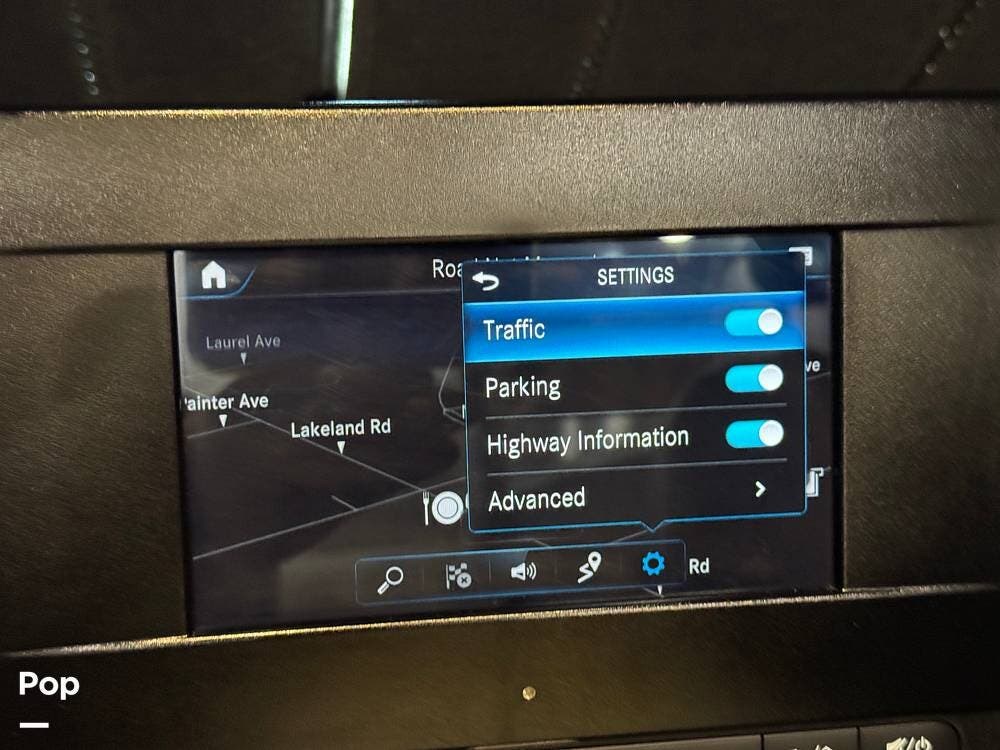 SETTINGS
Traffic
Laurel Ave
Parking
ainter Ave
Lakeland Rd
Highway Information
Advanced
Rd
Pop